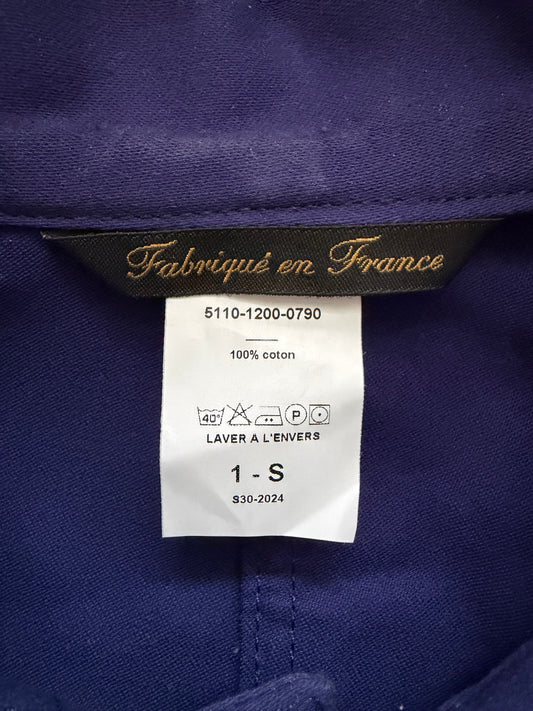 Fabriqué en France
5110-1200-0790
100% coton
40° P
LAVER A L'ENVERS
1 - S
S30-2024